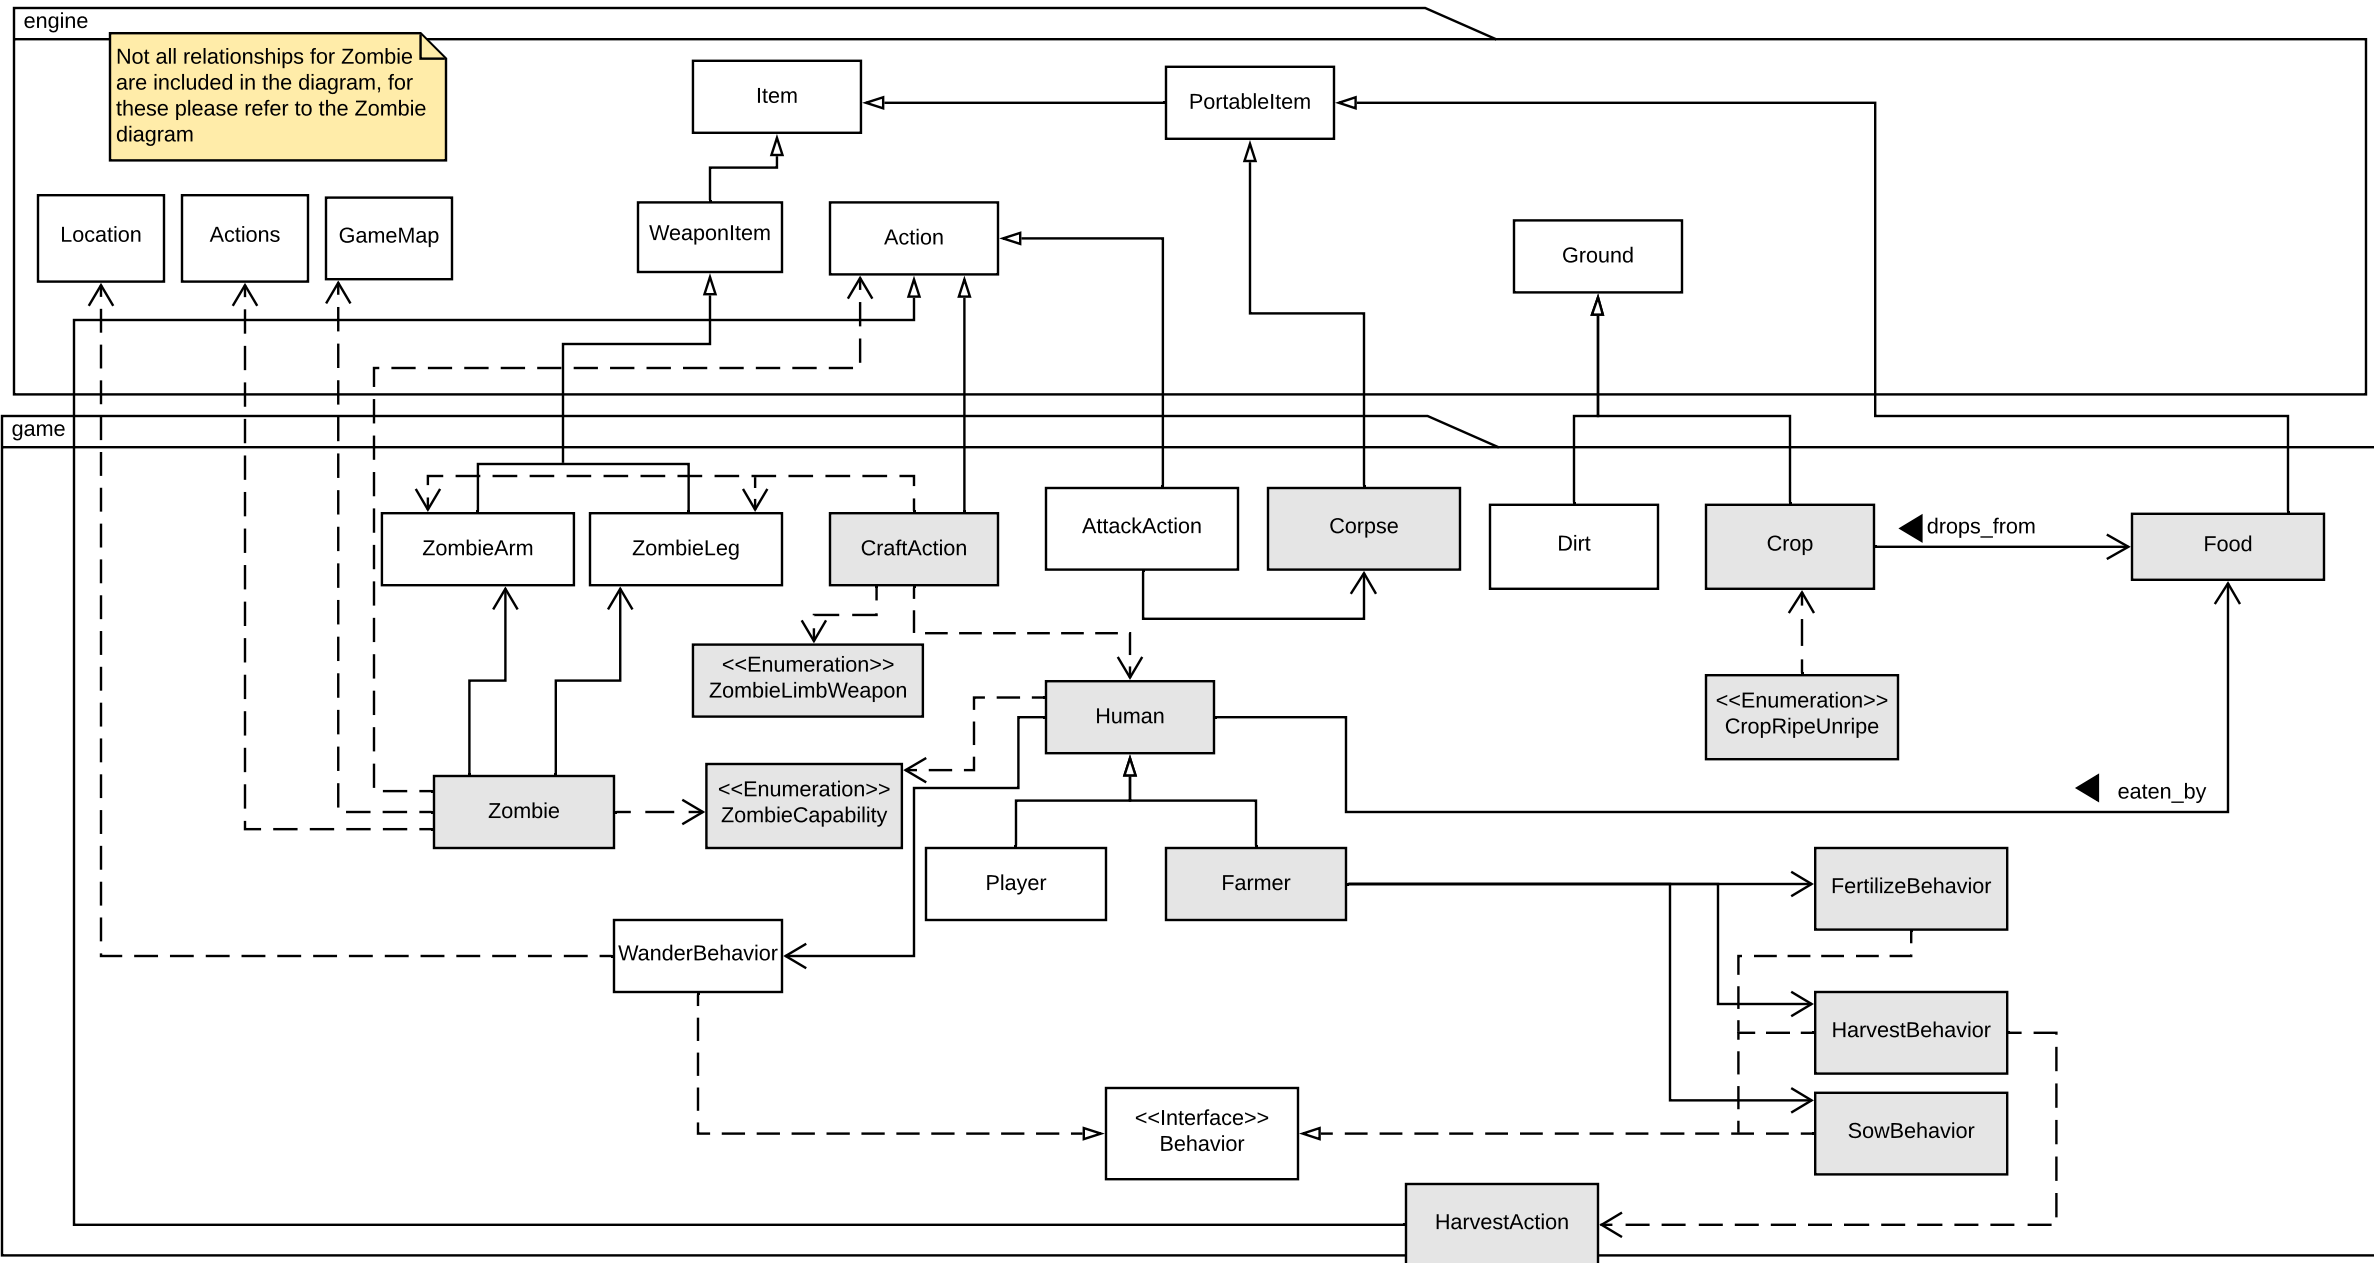 engine
Not all relationships for Zombie
are included in the diagram, for
these please refer to the Zombie
diagram
Item
PortableItem
Location
Actions
GameMap
WeaponItem
Action
Ground
game
ZombieArm
ZombieLeg
CraftAction
AttackAction
Corpse
Dirt
Crop
drops_from
Food
<<Enumeration>>
ZombieLimbWeapon
Human
<<Enumeration>>
CropRipeUnripe
Zombie
<<Enumeration>>
ZombieCapability
eaten_by
Player
Farmer
FertilizeBehavior
WanderBehavior
HarvestBehavior
<<Interface>>
Behavior
SowBehavior
HarvestAction